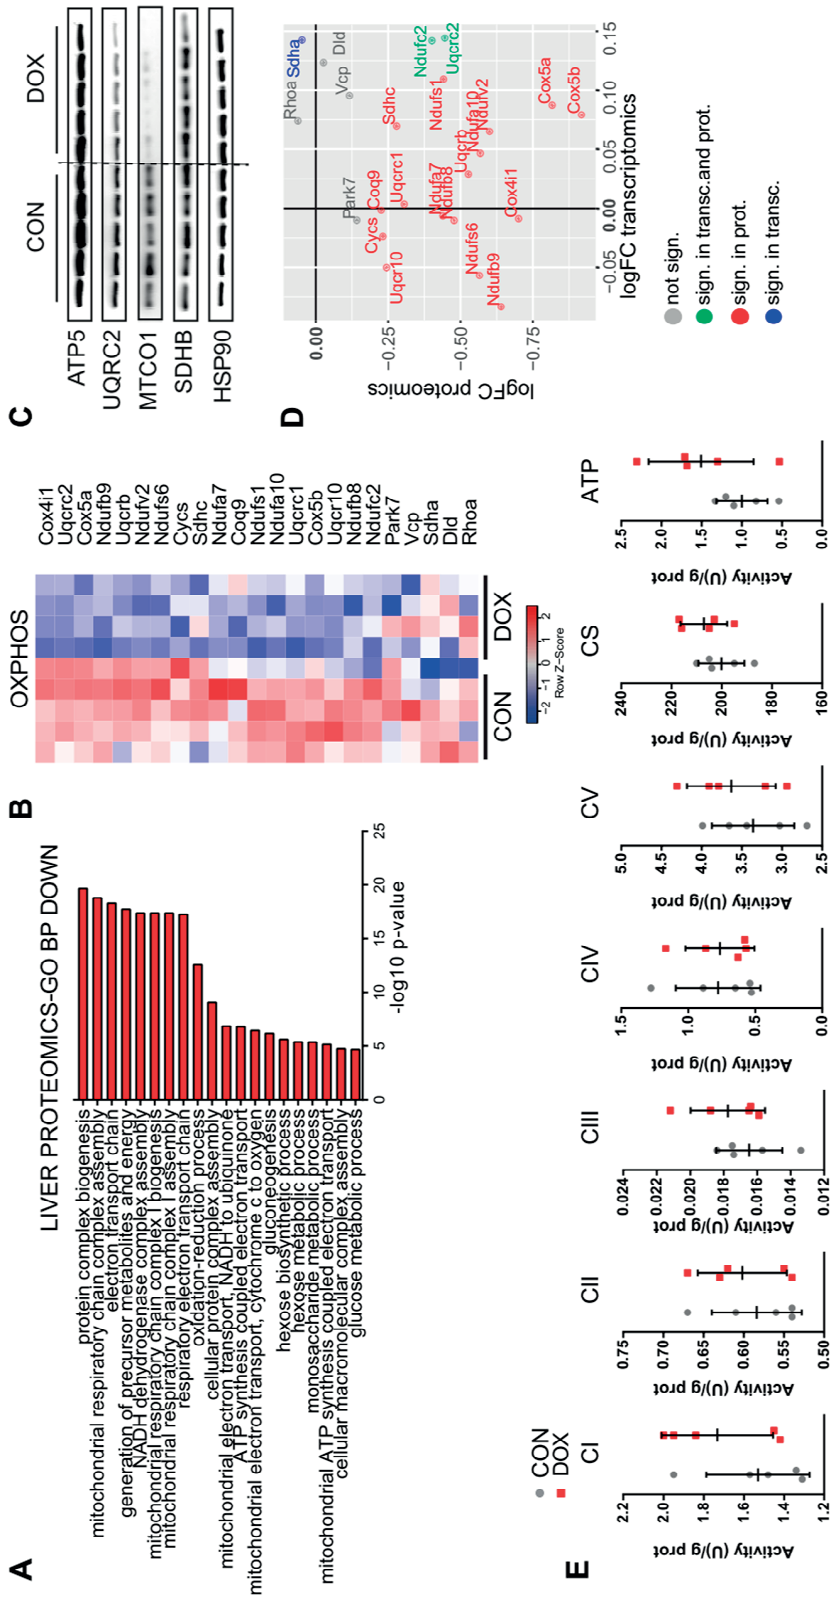 A
LIVER PROTEOMICS-GO BP DOWN
protein complex biogenesis
mitochondrial respiratory chain complex assembly
electron transport chain
generation of precursor metabolites and energy
NADH dehydrogenase complex assembly
mitochondrial respiratory chain complex I biogenesis
mitochondrial respiratory chain complex I assembly
respiratory electron transport chain
oxidation-reduction process
cellular protein complex assembly
mitochondrial electron transport, NADH to ubiquinone
ATP synthesis coupled electron transport
mitochondrial electron transport, cytochrome c to oxygen
gluconeogenesis
hexose biosynthetic process
hexose metabolic process
monosaccharide metabolic process
mitochondrial ATP synthesis coupled electron transport
cellular macromolecular complex assembly
glucose metabolic process
0 5 10 15 20 25
-log10 p-value
B
OXPHOS
Cox4i1
Uqcrc2
Cox5a
Ndufb9
Uqcrb
Ndufv2
Ndufs6
Cycs
Sdhc
Ndufa7
Coq9
Ndufs1
Ndufa10
Uqcrc1
Cox5b
Uqcr10
Ndufb8
Ndufc2
Park7
Vcp
Sdha
Dld
Rhoa
CON DOX
-2 -1 0 1 2
Row Z-Score
C
CON DOX
ATP5
UQRC2
MTCO1
SDHB
HSP90
D
logFC proteomics
0.00
-0.25
-0.50
-0.75
Rhoa
Sdha
Dld
Vcp
Park7
Sdhc
Coq9
Uqcrc1
Cycs
Uqcr10
Ndufc2
Uqcrc2
Ndufs1
Ndufa10
Ndufv2
Uqcrb
Ndufa7
Ndufb8
Ndufs6
Ndufb9
Cox4i1
Cox5a
Cox5b
-0.05 0.00 0.05 0.10 0.15
logFC transcriptomics
not sign.
sign. in transc.and prot.
sign. in prot.
sign. in transc.
E
CON
DOX
CI
Activity (U)/g prot
2.2
2.0
1.8
1.6
1.4
1.2
CII
Activity (U)/g prot
0.75
0.70
0.65
0.60
0.55
0.50
CIII
Activity (U)/g prot
0.024
0.022
0.020
0.018
0.016
0.014
0.012
CIV
Activity (U)/g prot
1.5
1.0
0.5
0.0
CV
Activity (U)/g prot
5.0
4.5
4.0
3.5
3.0
2.5
CS
Activity (U)/g prot
240
220
200
180
160
ATP
Activity (U)/g prot
2.5
2.0
1.5
1.0
0.5
0.0